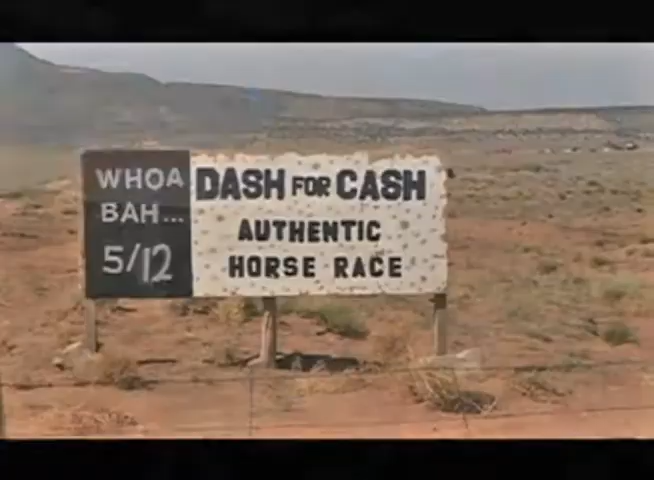 WHOA
BAH...
5/12
DASH FOR CASH
AUTHENTIC
HORSE RACE